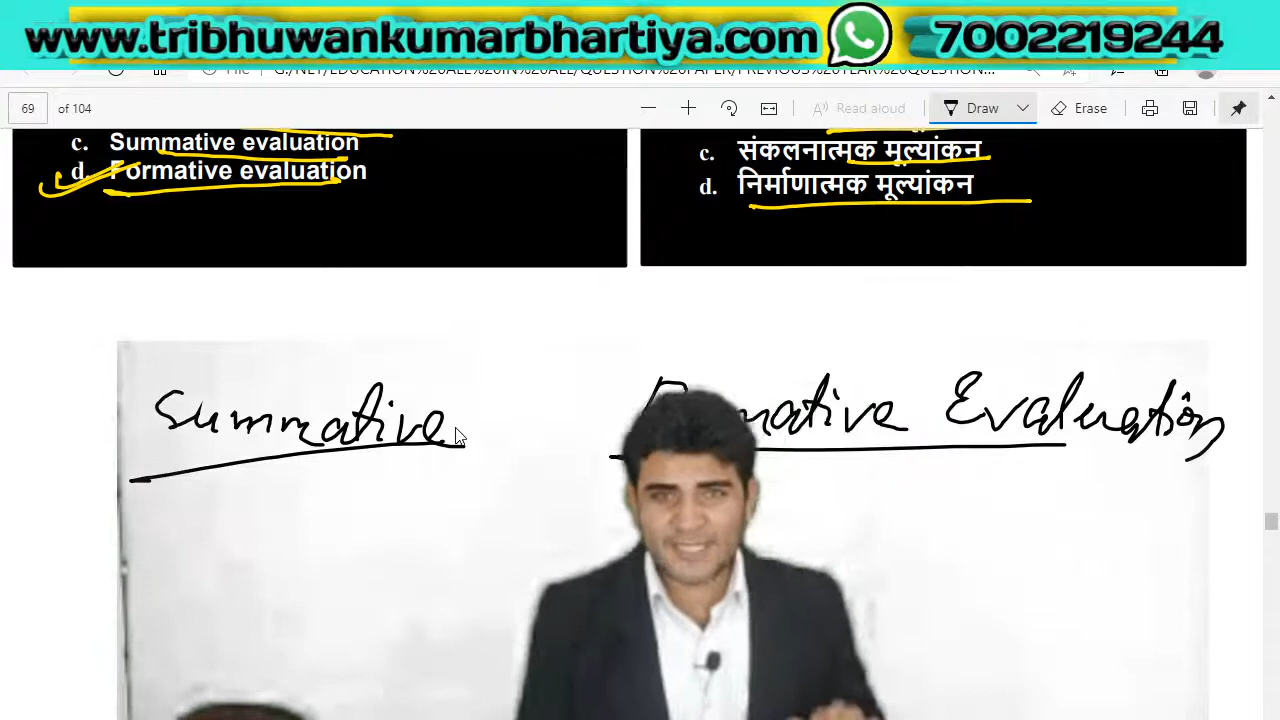 www.tribhuwankumarbhartiya.com 7002219244
69 of 104
Read aloud
Draw
Erase
c. Summative evaluation
d. Formative evaluation
c. संकलनात्मक मूल्यांकन
d. निर्माणात्मक मूल्यांकन
Summative
Evaluation